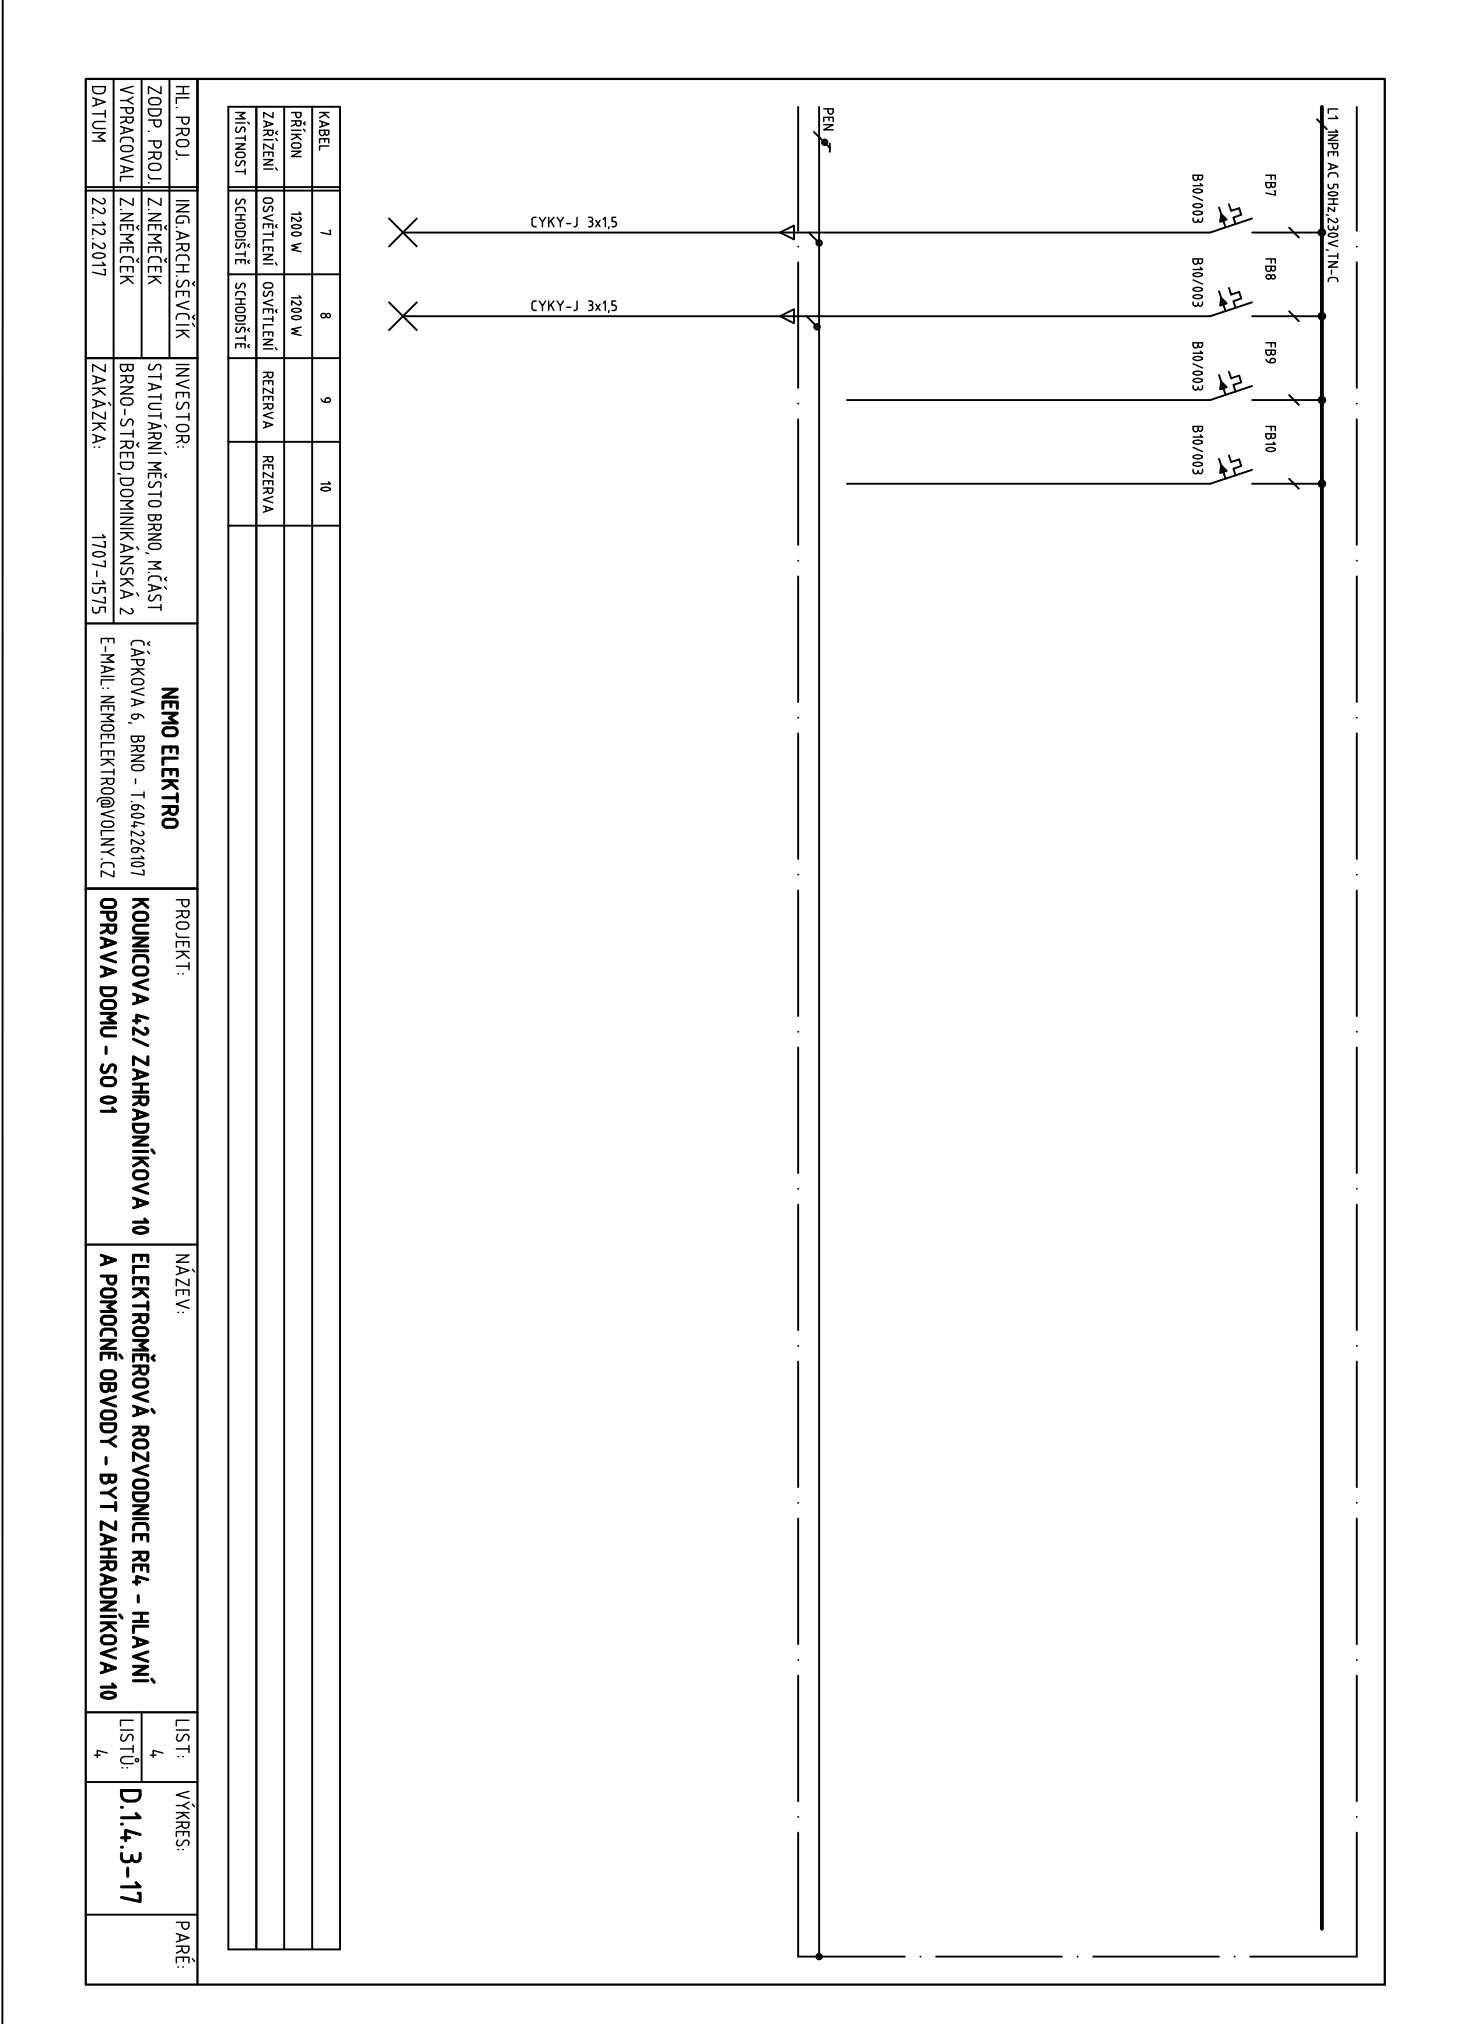 L1 1NPE AC 50Hz,230V,TN-C
FB7
FB8
FB9
FB10
B10/003
B10/003
B10/003
B10/003
PEN
CYKY-J 3x1,5
CYKY-J 3x1,5
KABEL 7 8 9 10
PŘÍKON 1200 W 1200 W
ZAŘÍZENÍ OSVĚTLENÍ OSVĚTLENÍ REZERVA REZERVA
MÍSTNOST SCHODIŠTĚ SCHODIŠTĚ
HL. PROJ. ING.ARCH.ŠEVČÍK
ZODP. PROJ. Z.NĚMEČEK
VYPRACOVAL Z.NĚMEČEK
DATUM 22.12.2017
INVESTOR:
STATUTÁRNÍ MĚSTO BRNO, M.ČÁST
BRNO-STŘED,DOMINIKÁNSKÁ 2
ZAKÁZKA: 1707-1575
NEMO ELEKTRO
ČÁPKOVA 6, BRNO - T.604226107
E-MAIL: NEMOELEKTRO@VOLNY.CZ
PROJEKT:
KOUNICOVA 42/ ZAHRADNÍKOVA 10
OPRAVA DOMU - SO 01
NÁZEV:
ELEKTROMĚROVÁ ROZVODNICE RE4 - HLAVNÍ
A POMOCNÉ OBVODY - BYT ZAHRADNÍKOVA 10
LIST:
4
LISTŮ:
4
VÝKRES:
D.1.4.3-17
PARÉ: